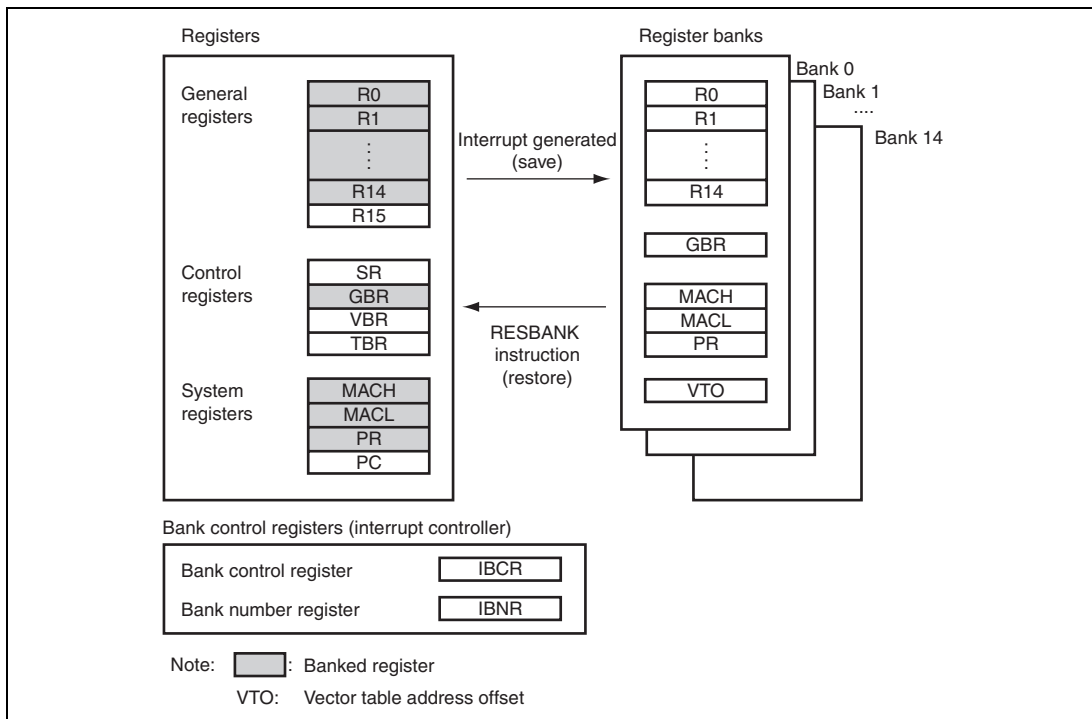 Registers
General
registers
R0
R1
⋮
R14
R15
Control
registers
SR
GBR
VBR
TBR
System
registers
MACH
MACL
PR
PC
Interrupt generated
(save)
RESBANK
instruction
(restore)
Register banks
Bank 0
Bank 1
....
Bank 14
R0
R1
⋮
R14
GBR
MACH
MACL
PR
VTO
Bank control registers (interrupt controller)
Bank control register IBCR
Bank number register IBNR
Note: : Banked register
VTO: Vector table address offset